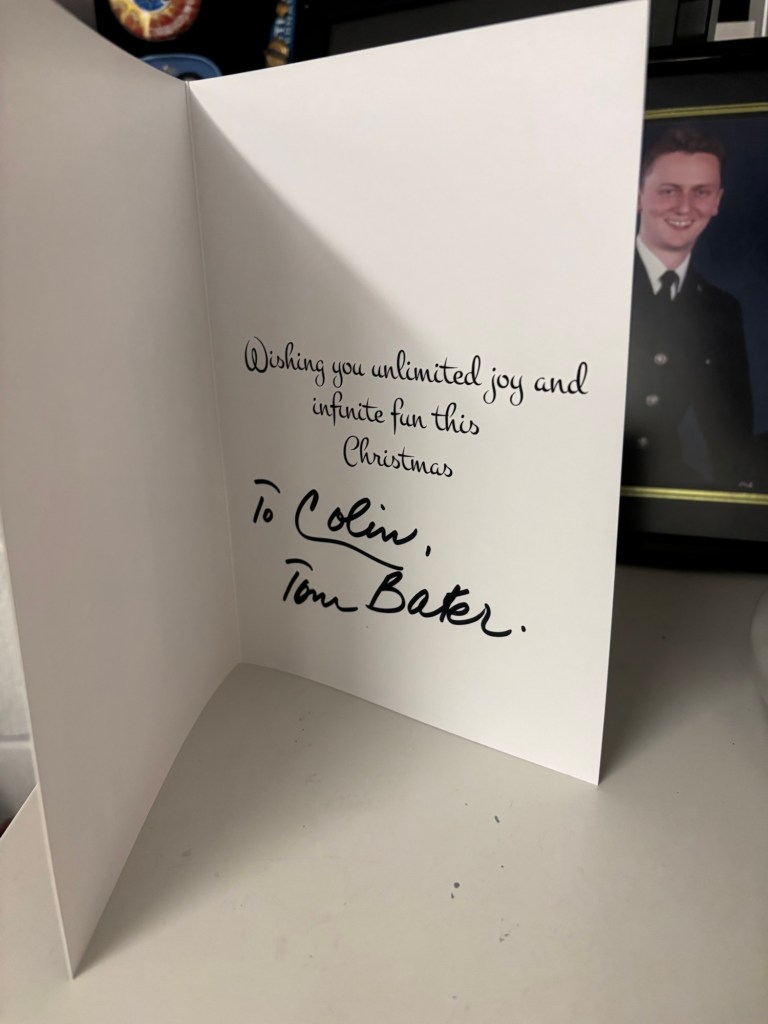 Wishing you unlimited joy and
infinite fun this
Christmas
To Colin,
Tom Baker.